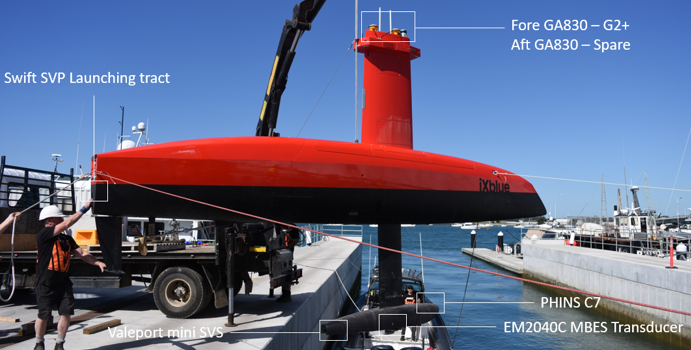 Fore GA830 – G2+
Aft GA830 – Spare
Swift SVP Launching tract
iXblue
PHINS C7
EM2040C MBES Transducer
Valeport mini SVS